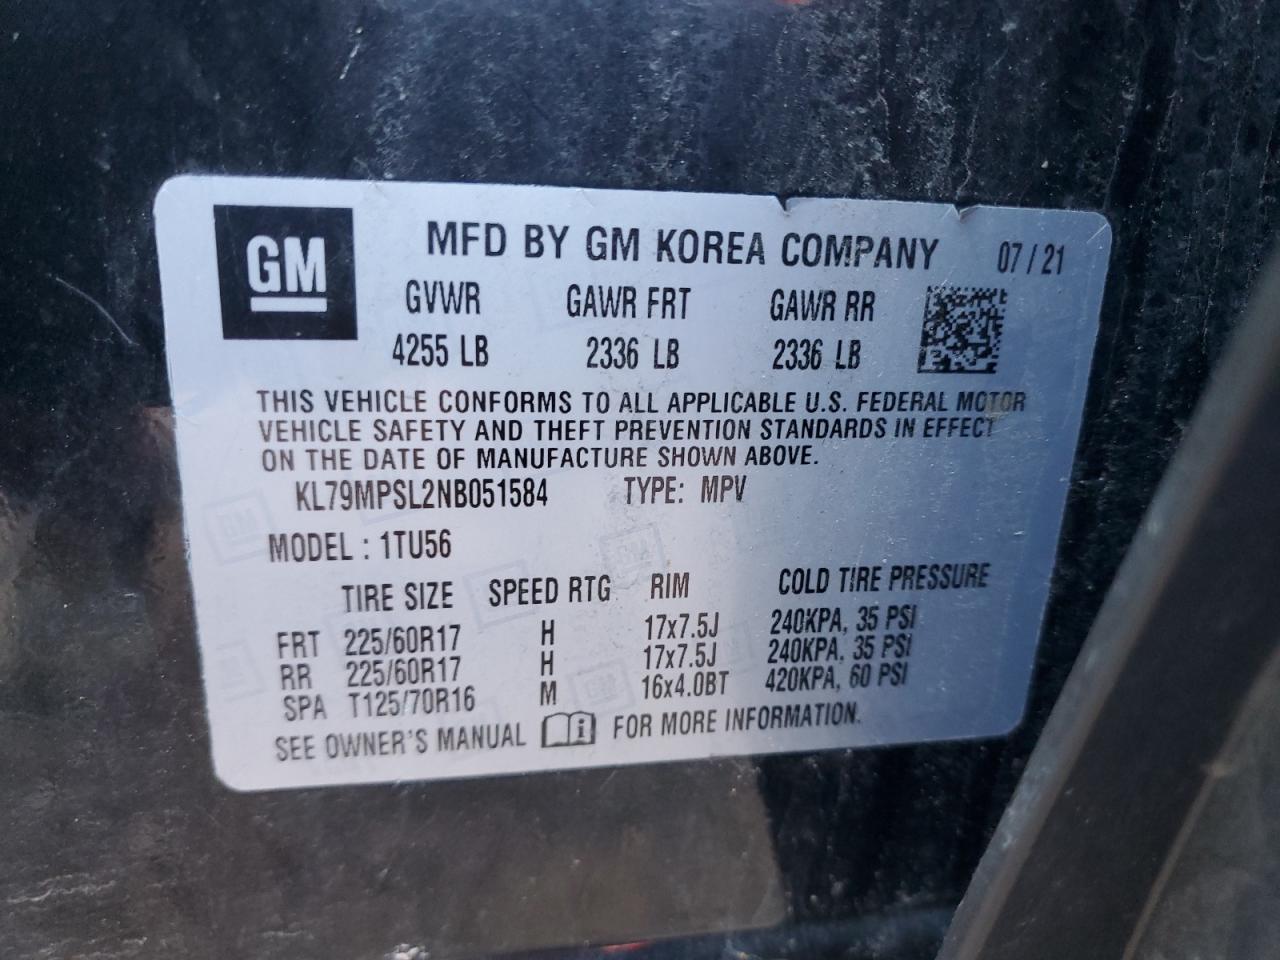 GM
MFD BY GM KOREA COMPANY 07/21
GVWR GAWR FRT GAWR RR
4255 LB 2336 LB 2336 LB
THIS VEHICLE CONFORMS TO ALL APPLICABLE U.S. FEDERAL MOTOR
VEHICLE SAFETY AND THEFT PREVENTION STANDARDS IN EFFECT
ON THE DATE OF MANUFACTURE SHOWN ABOVE.
KL79MPSL2NB051584 TYPE: MPV
MODEL : 1TU56
TIRE SIZE SPEED RTG RIM COLD TIRE PRESSURE
FRT 225/60R17 H 17x7.5J 240KPA, 35 PSI
RR 225/60R17 H 17x7.5J 240KPA, 35 PSI
SPA T125/70R16 M 16x4.0BT 420KPA, 60 PSI
SEE OWNER'S MANUAL i FOR MORE INFORMATION.